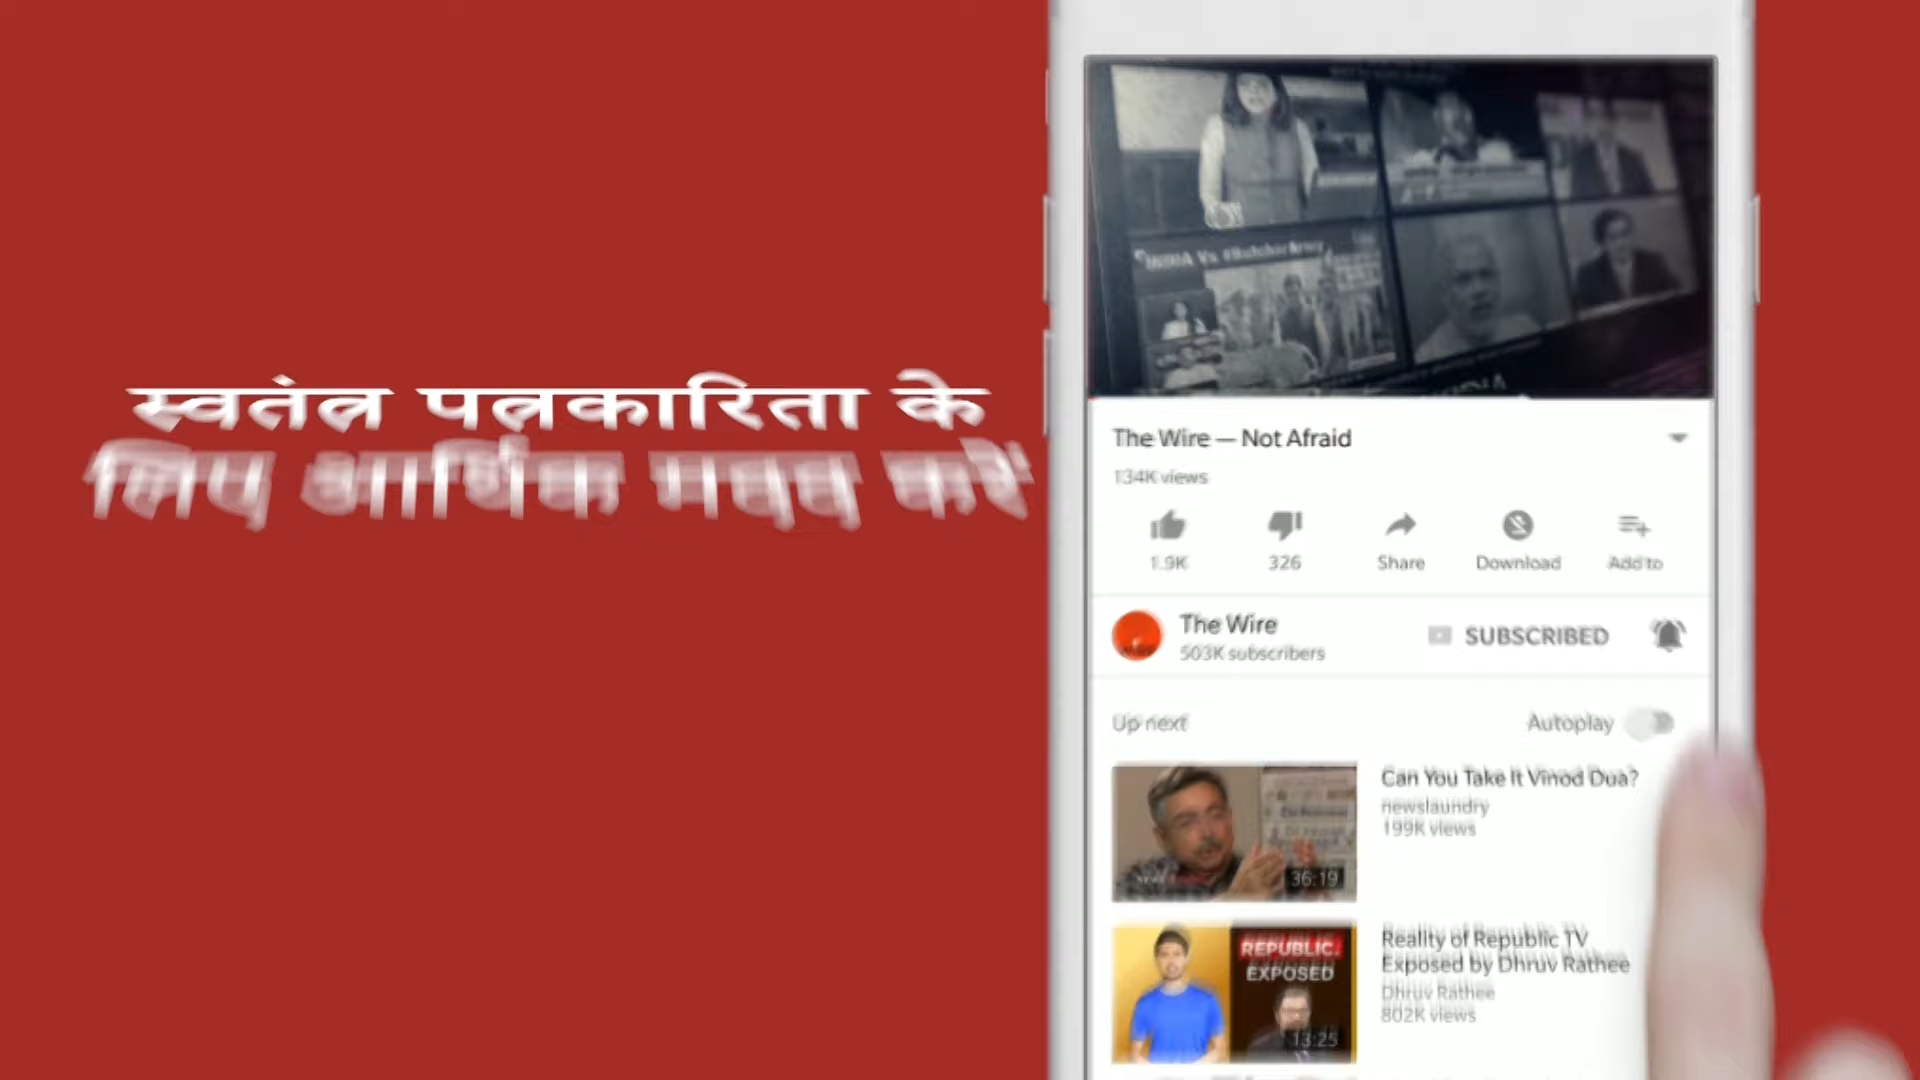 स्वतंत्र पत्रकारिता के
लिए आर्थिक मदद करें
The Wire — Not Afraid
134K views
1.9K
326
Share
Download
Add to
The Wire
503K subscribers
SUBSCRIBED
Up next
Autoplay
Can You Take It Vinod Dua?
newslaundry
199K views
36:19
REPUBLIC.
EXPOSED
13:25
Reality of Republic TV
Exposed by Dhruv Rathee
Dhruv Rathee
802K views